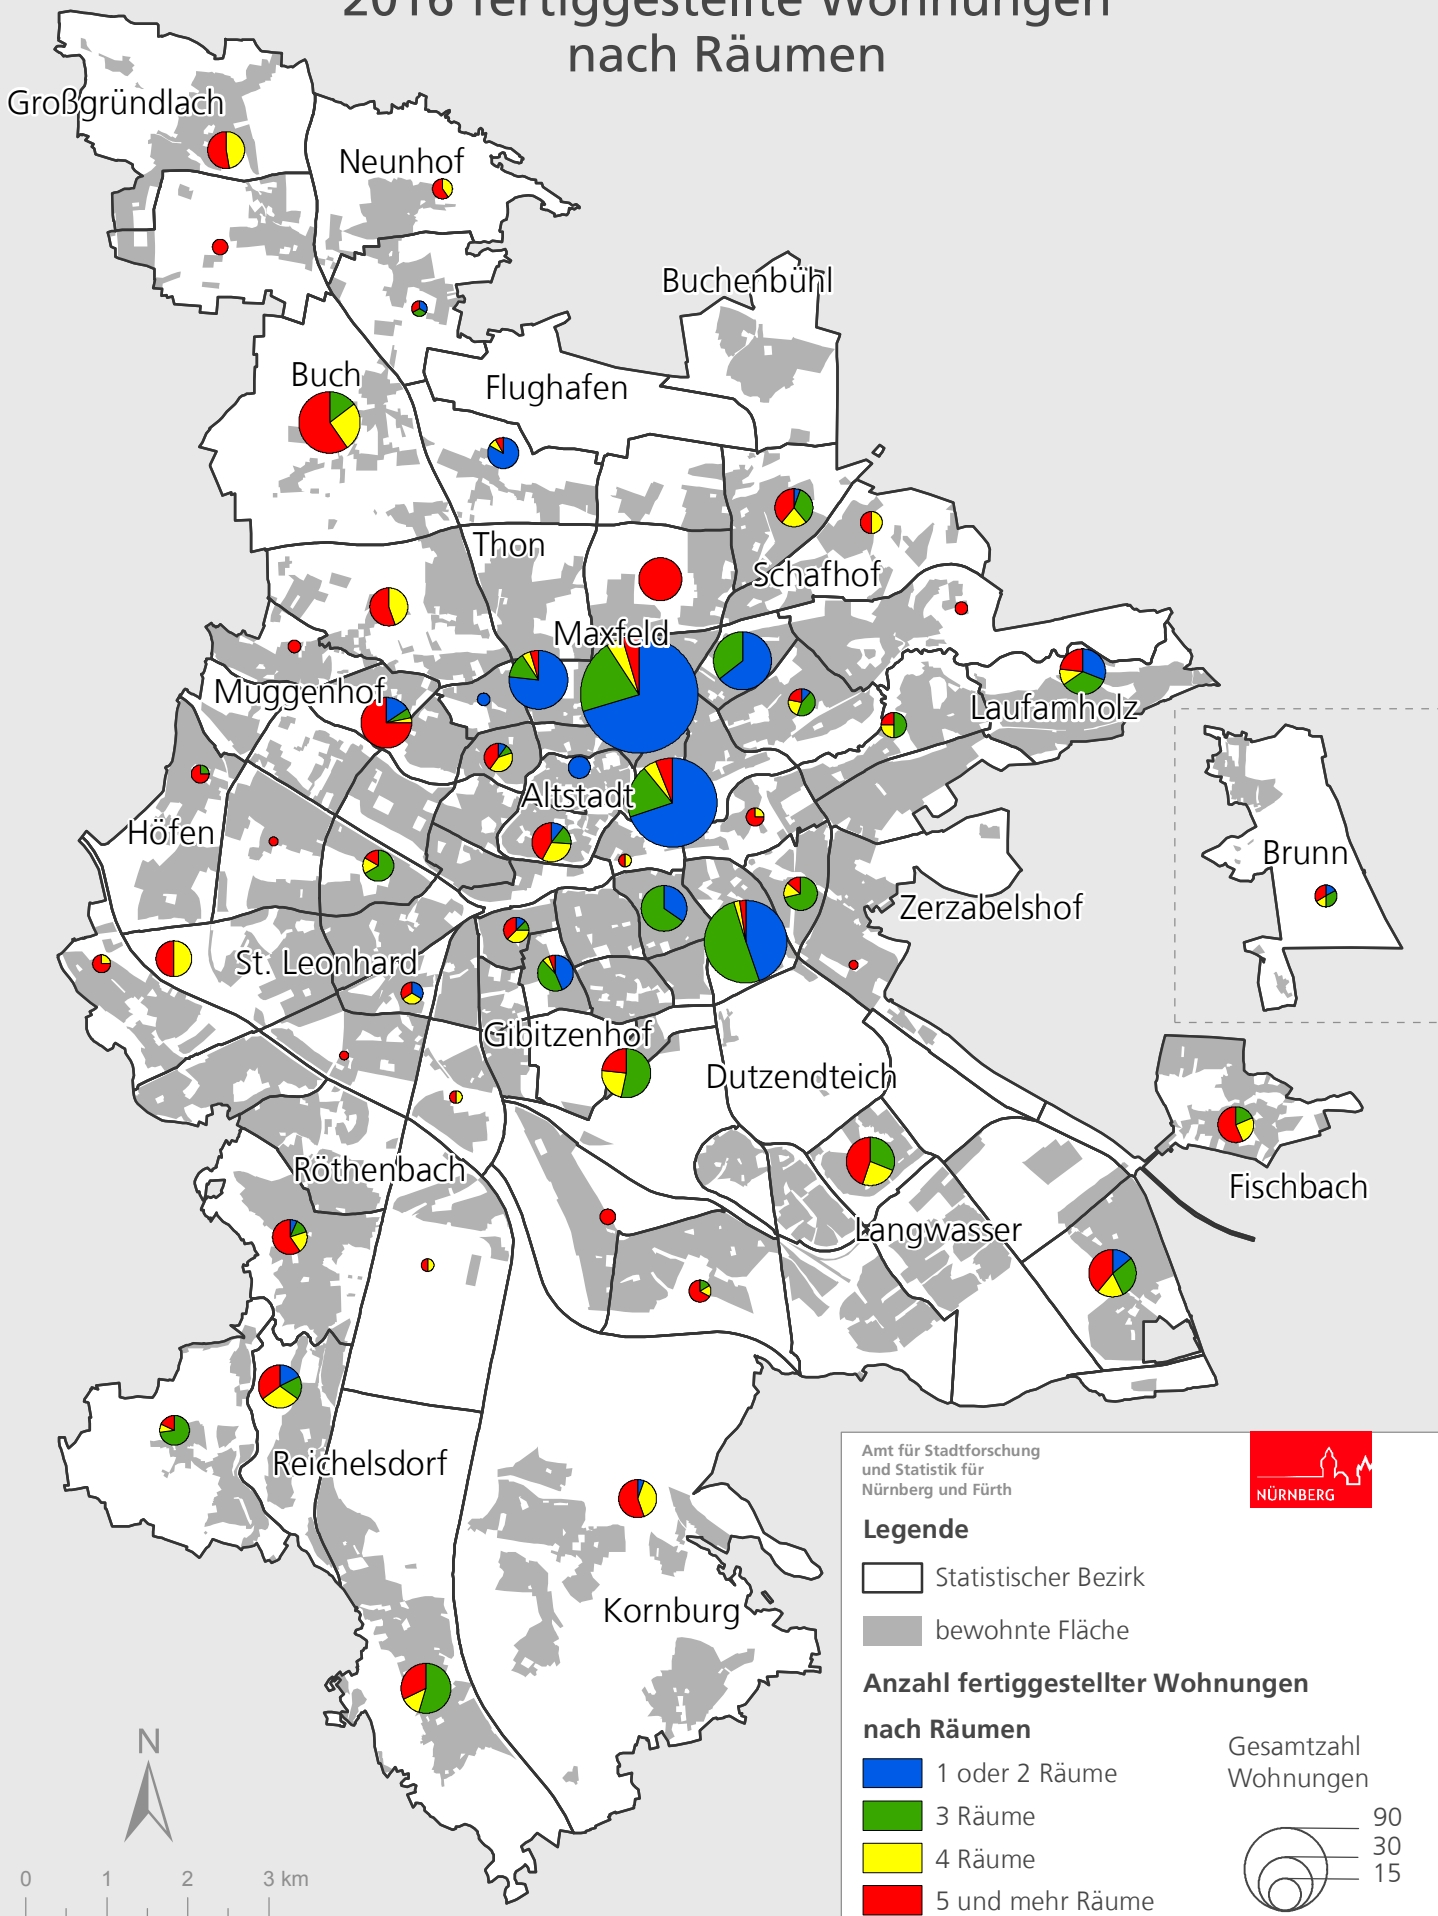 2016 fertiggestellte Wohnungen
nach Räumen
Großgründlach
Neunhof
Buchenbühl
Buch
Flughafen
Thon
Schafhof
Maxfeld
Muggenhof
Laufamholz
Altstadt
Höfen
Brunn
Zerzabelshof
St. Leonhard
Gibitzenhof
Dutzendteich
Röthenbach
Fischbach
Langwasser
Reichelsdorf
Kornburg
Amt für Stadtforschung
und Statistik für
Nürnberg und Fürth
NÜRNBERG
Legende
Statistischer Bezirk
bewohnte Fläche
Anzahl fertiggestellter Wohnungen
nach Räumen
1 oder 2 Räume
3 Räume
4 Räume
5 und mehr Räume
Gesamtzahl
Wohnungen
90
30
15
N
0 1 2 3 km